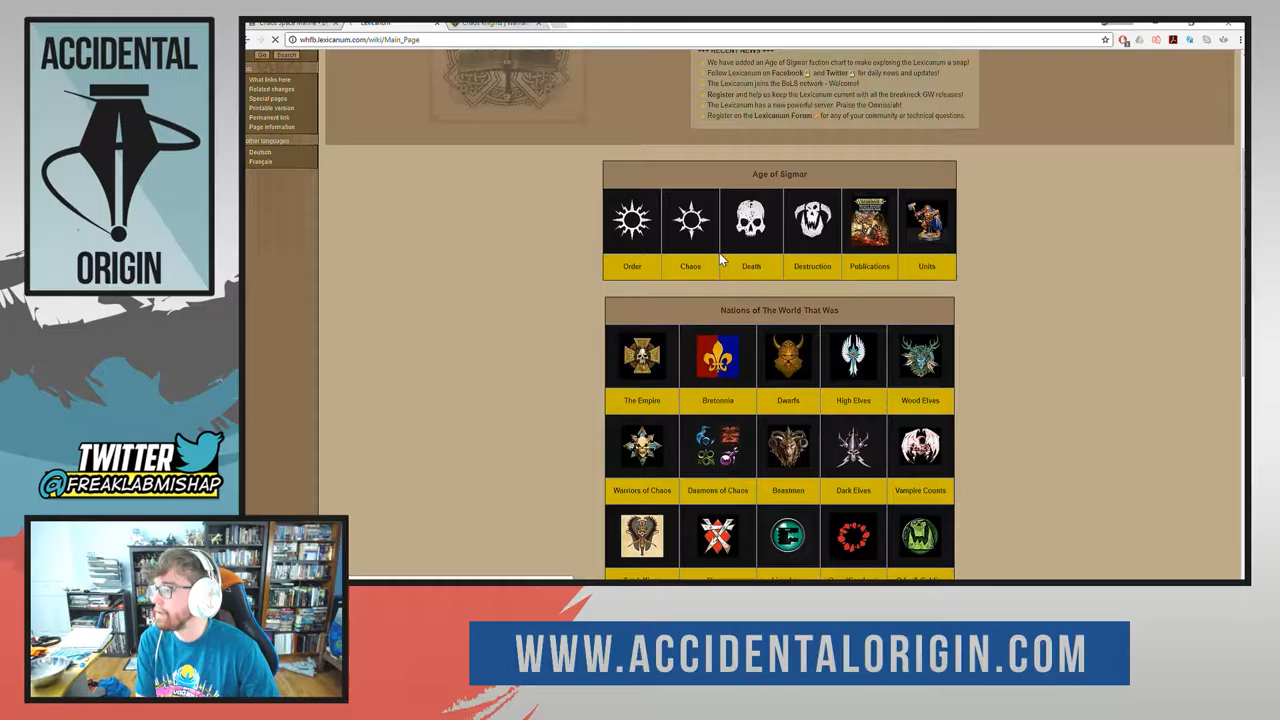 ACCIDENTAL
ORIGIN
TWITTER
@FREAKLABMISHAP
whfb.lexicanum.com/wiki/Main_Page
Go
Search
What links here
Related changes
Special pages
Printable version
Permanent link
Page information
other languages
Deutsch
Français
+++ RECENT NEWS +++
We have added an Age of Sigmar faction chart to make exploring the Lexicanum a snap!
Follow Lexicanum on Facebook and Twitter for daily news and updates!
The Lexicanum joins the BoLS network - Welcome!
Register and help us keep the Lexicanum current with all the breakneck GW releases!
The Lexicanum has a new powerful server. Praise the Omnissiah!
Register on the Lexicanum Forum for any of your community or technical questions.
Age of Sigmar
Order
Chaos
Death
Destruction
Publications
Units
Nations of The World That Was
The Empire
Bretonnia
Dwarfs
High Elves
Wood Elves
Warriors of Chaos
Daemons of Chaos
Beastmen
Dark Elves
Vampire Counts
WWW.ACCIDENTALORIGIN.COM